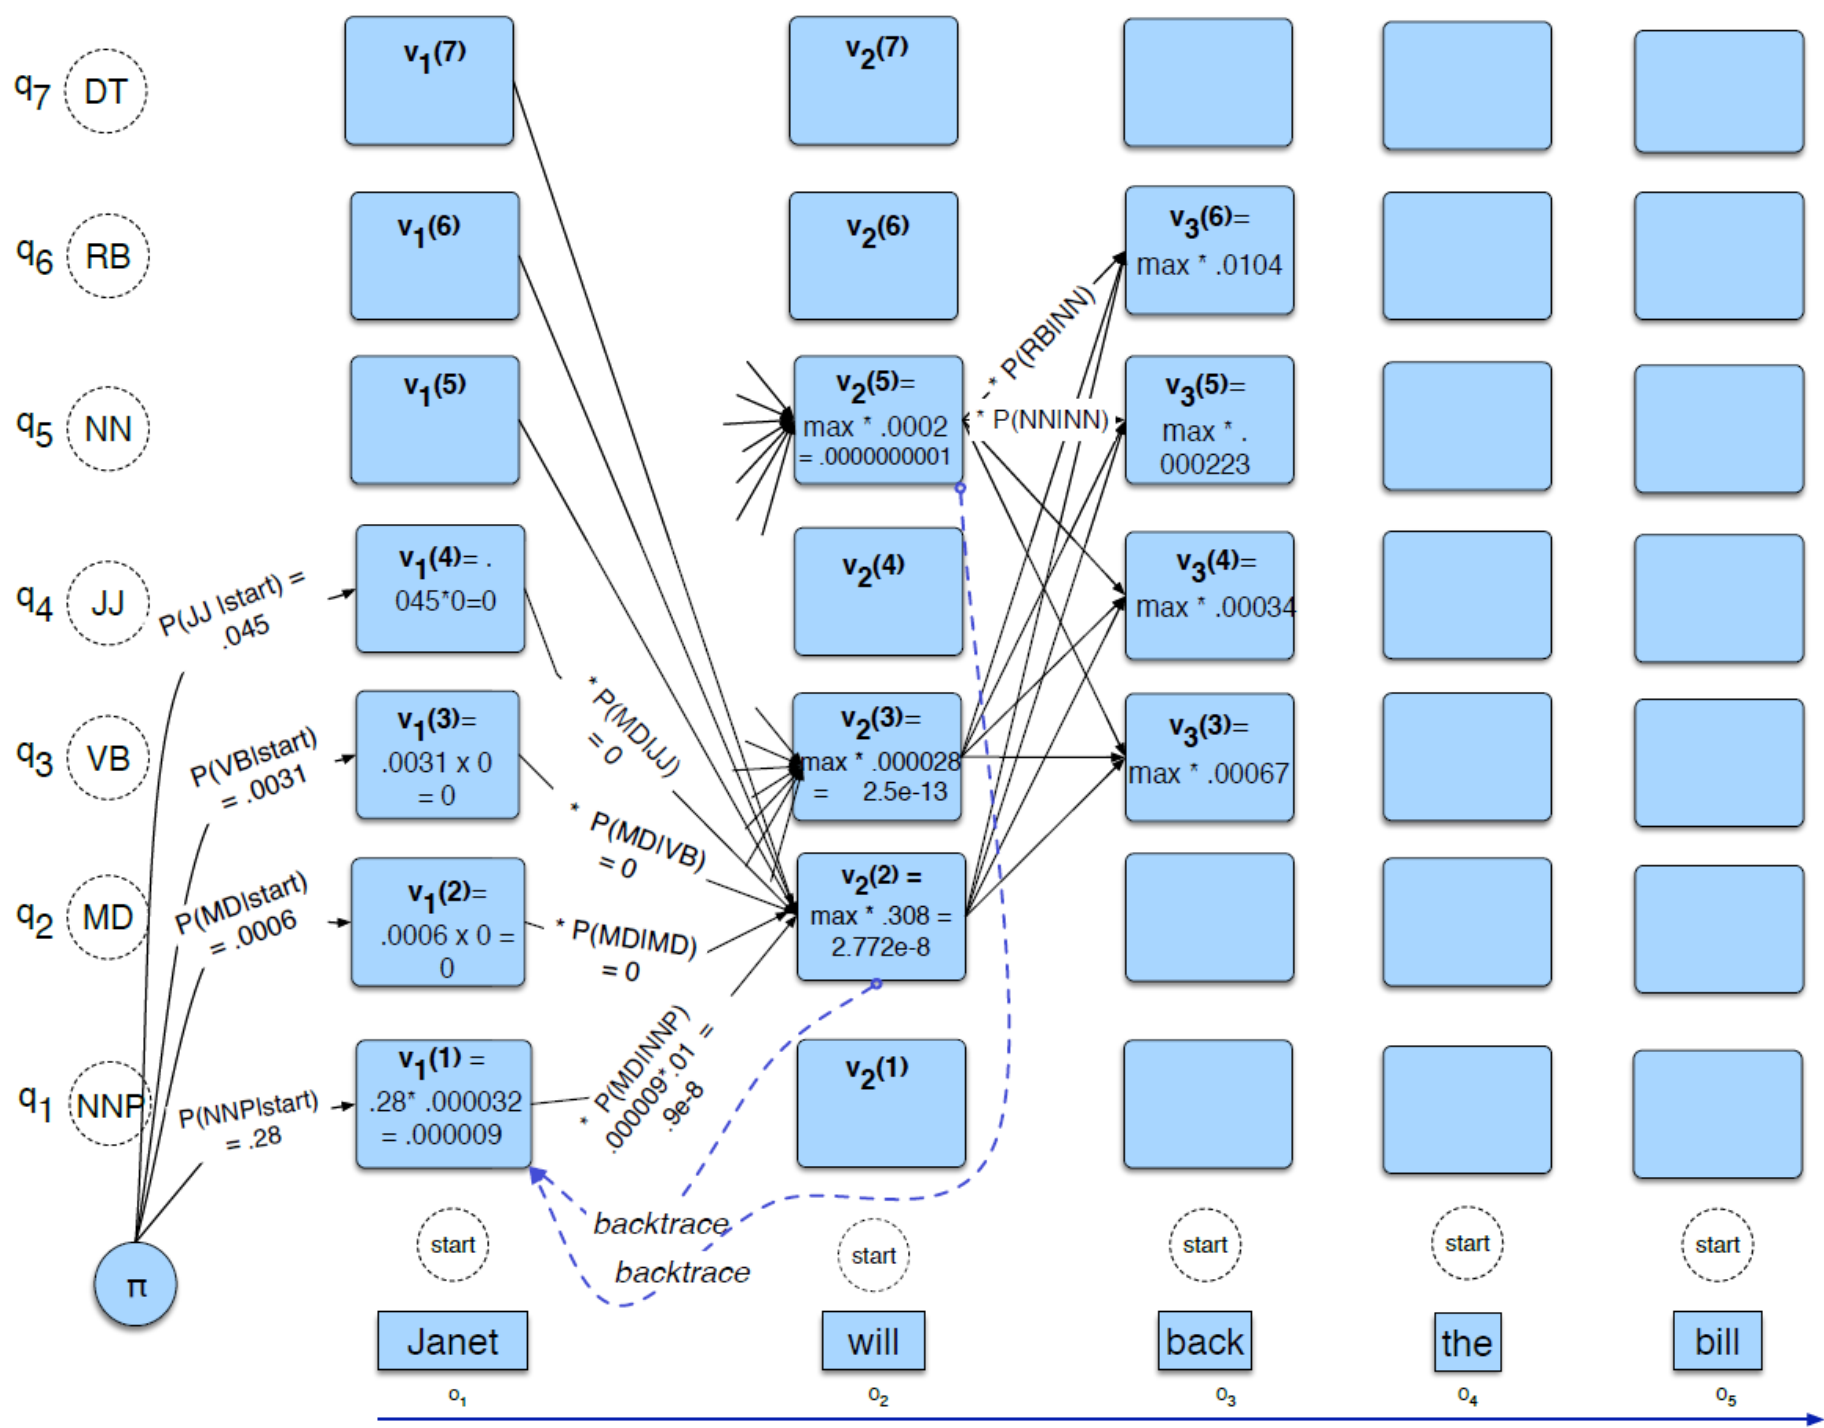 q7 DT
v1(7)
v2(7)
q6 RB
v1(6)
v2(6)
v3(6)=
max * .0104
* P(RB|NN)
q5 NN
v1(5)
v2(5)=
max * .0002
= .0000000001
* P(NN|NN)
v3(5)=
max * .
000223
q4 JJ
P(JJ |start) =
.045
v1(4)= .
045*0=0
* P(MD|JJ)
= 0
v2(4)
v3(4)=
max * .00034
q3 VB
P(VB|start)
= .0031
v1(3)=
.0031 x 0
= 0
* P(MD|VB)
= 0
v2(3)=
max * .000028
= 2.5e-13
v3(3)=
max * .00067
q2 MD
P(MD|start)
= .0006
v1(2)=
.0006 x 0 =
0
* P(MD|MD)
= 0
v2(2) =
max * .308 =
2.772e-8
q1 NNP
P(NNP|start)
= .28
v1(1) =
.28* .000032
= .000009
* P(MD|NNP)
.000009*.01 =
.9e-8
v2(1)
backtrace
backtrace
π
start
start
start
start
start
Janet
will
back
the
bill
o1
o2
o3
o4
o5